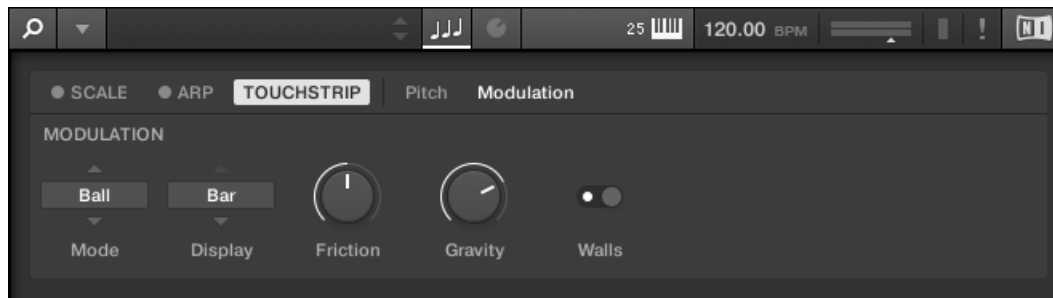 25 120.00 BPM NI
SCALE ARP TOUCHSTRIP Pitch Modulation
MODULATION
Ball Bar
Mode Display Friction Gravity Walls